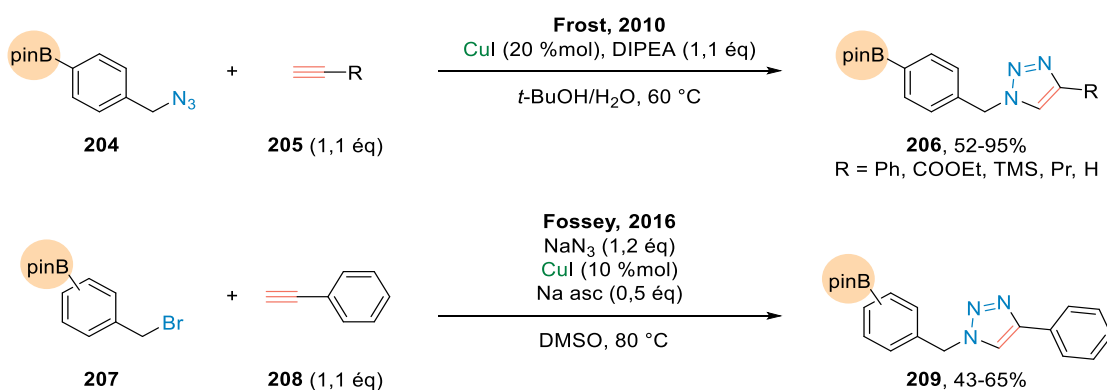 Frost, 2010
CuI (20 %mol), DIPEA (1,1 éq)
t-BuOH/H₂O, 60 °C
pinB
N₃
204
+
R
205 (1,1 éq)
pinB
N
N
N
R
206, 52-95%
R = Ph, COOEt, TMS, Pr, H
Fossey, 2016
NaN₃ (1,2 éq)
CuI (10 %mol)
Na asc (0,5 éq)
DMSO, 80 °C
pinB
Br
207
+
208 (1,1 éq)
pinB
N
N
N
209, 43-65%